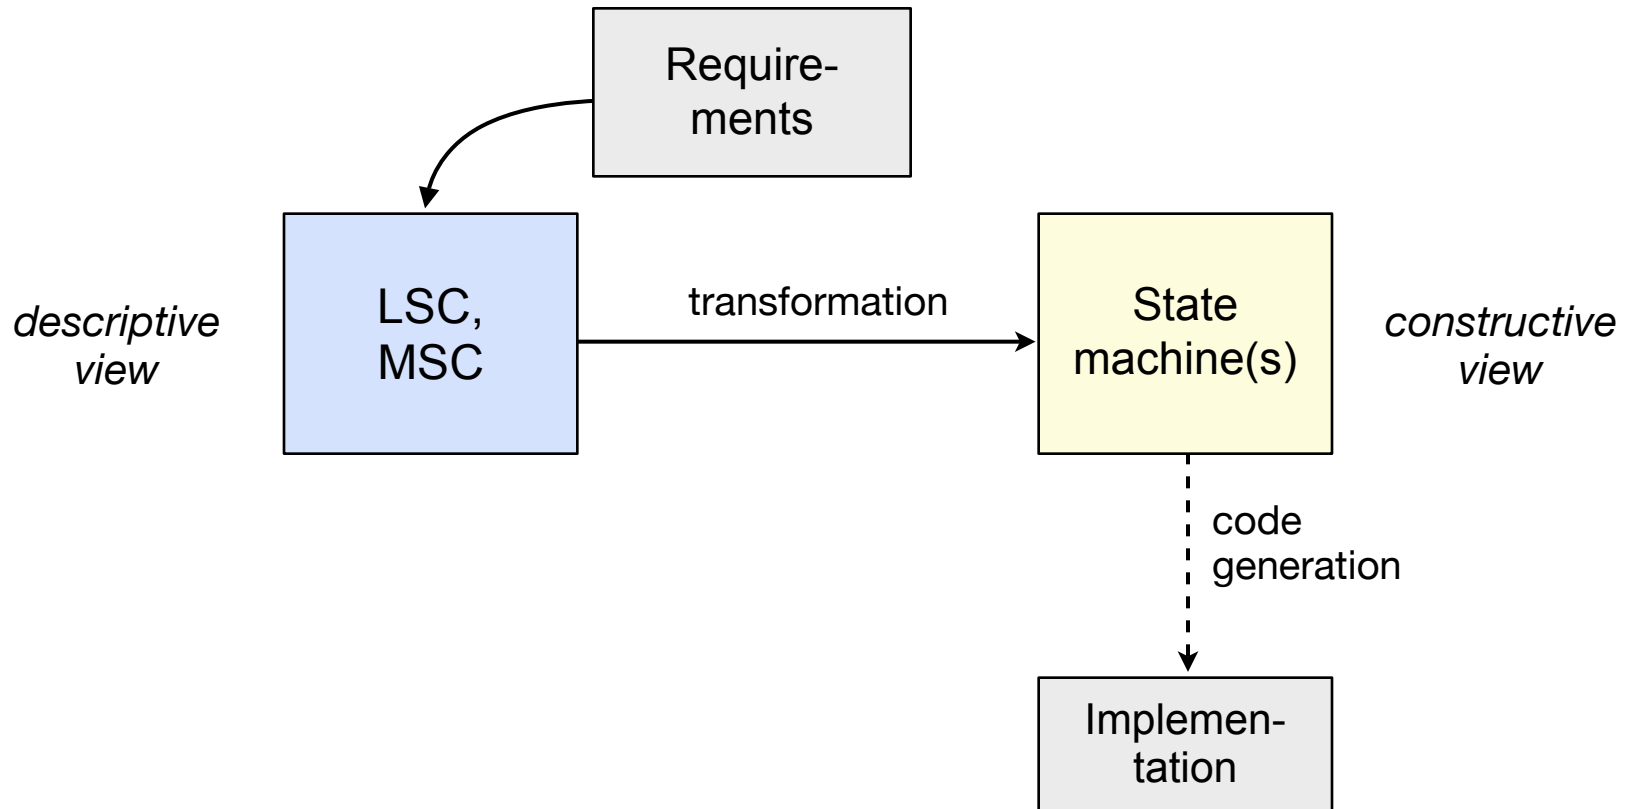 Require-
ments
descriptive
view
LSC,
MSC
transformation
State
machine(s)
constructive
view
code
generation
Implemen-
tation